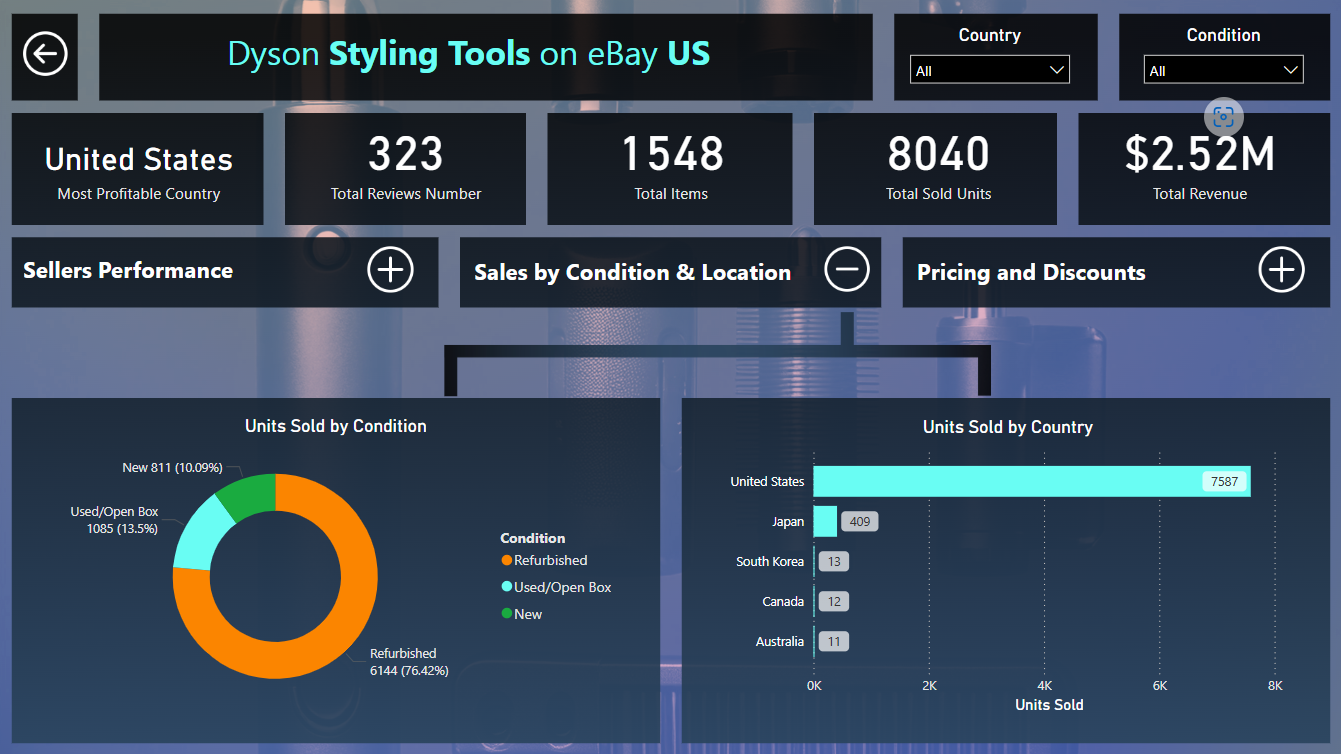 Dyson Styling Tools on eBay US
Country
All
Condition
All
United States
Most Profitable Country
323
Total Reviews Number
1548
Total Items
8040
Total Sold Units
$2.52M
Total Revenue
Sellers Performance
Sales by Condition & Location
Pricing and Discounts
Units Sold by Condition
New 811 (10.09%)
Used/Open Box
1085 (13.5%)
Refurbished
6144 (76.42%)
Condition
Refurbished
Used/Open Box
New
Units Sold by Country
United States 7587
Japan 409
South Korea 13
Canada 12
Australia 11
0K 2K 4K 6K 8K
Units Sold